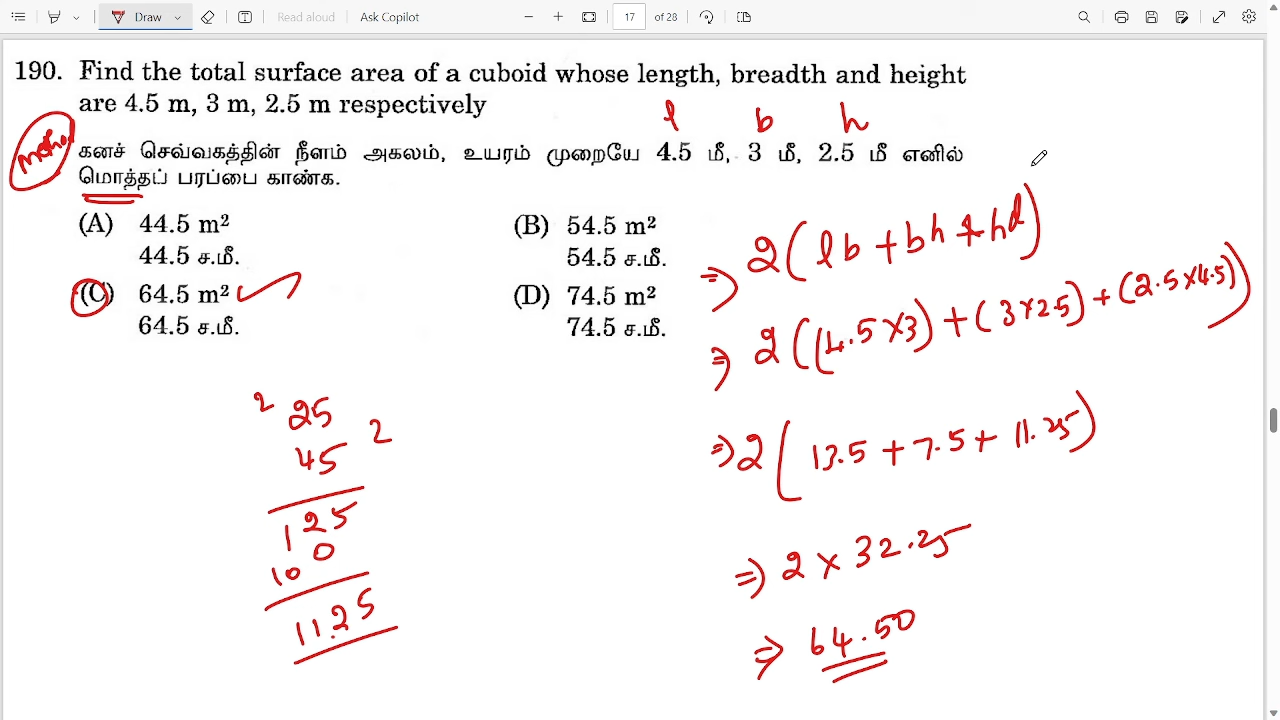 Draw
Read aloud
Ask Copilot
17 of 28
190. Find the total surface area of a cuboid whose length, breadth and height
are 4.5 m, 3 m, 2.5 m respectively
l b h
method
கனச் செவ்வகத்தின் நீளம் அகலம், உயரம் முறையே 4.5 மீ, 3 மீ, 2.5 மீ எனில்
மொத்தப் பரப்பை காண்க.
(A) 44.5 m²
44.5 ச.மீ.
(B) 54.5 m²
54.5 ச.மீ.
(C) 64.5 m²
64.5 ச.மீ.
(D) 74.5 m²
74.5 ச.மீ.
⇒ 2(lb + bh + hl)
⇒ 2((4.5×3) + (3×2.5) + (2.5×4.5))
⇒ 2(13.5 + 7.5 + 11.25)
⇒ 2 × 32.25
⇒ 64.50
2 25
45 2
125
100
11.25